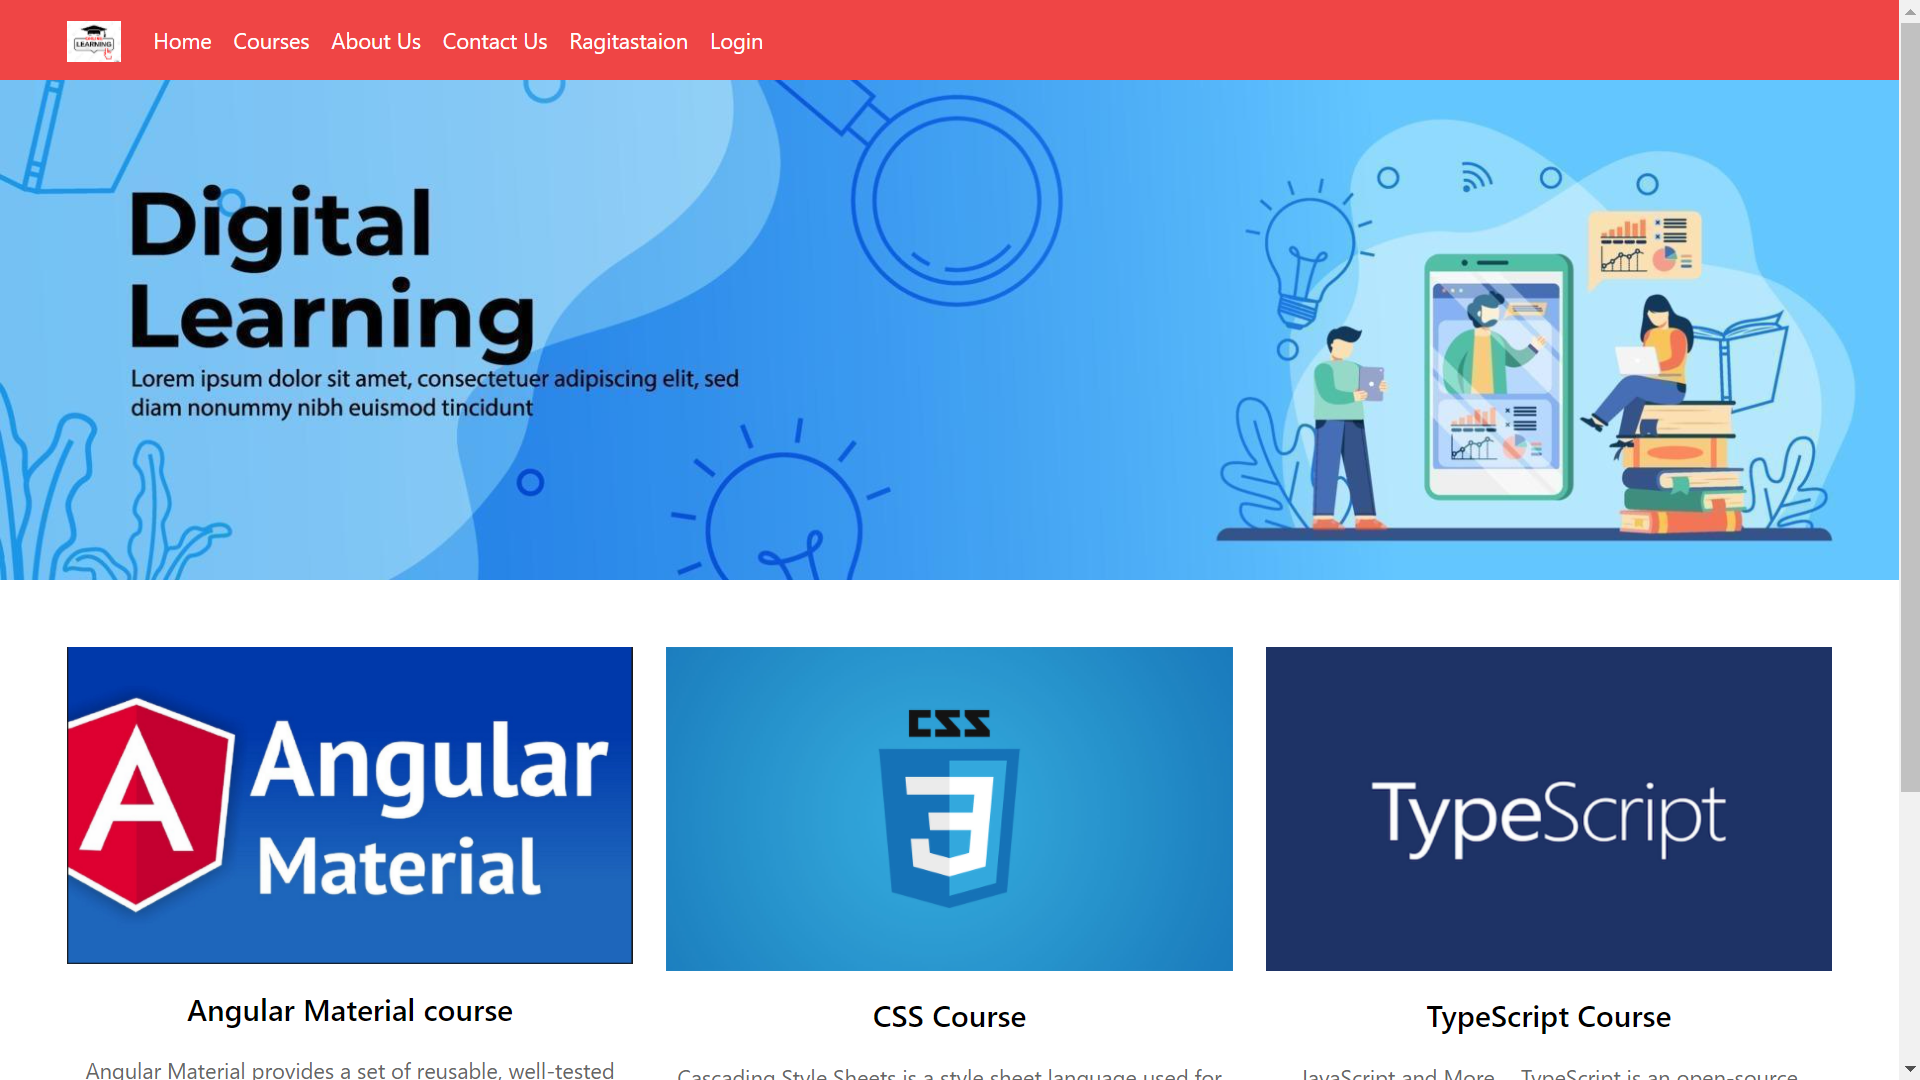 LEARNING
Home Courses About Us Contact Us Ragitastaion Login
Digital
Learning
Lorem ipsum dolor sit amet, consectetuer adipiscing elit, sed
diam nonummy nibh euismod tincidunt
Angular
Material
CSS
TypeScript
Angular Material course
CSS Course
TypeScript Course
Angular Material provides a set of reusable, well-tested
Cascading Style Sheets is a style sheet language used for
JavaScript and More TypeScript is an open-source